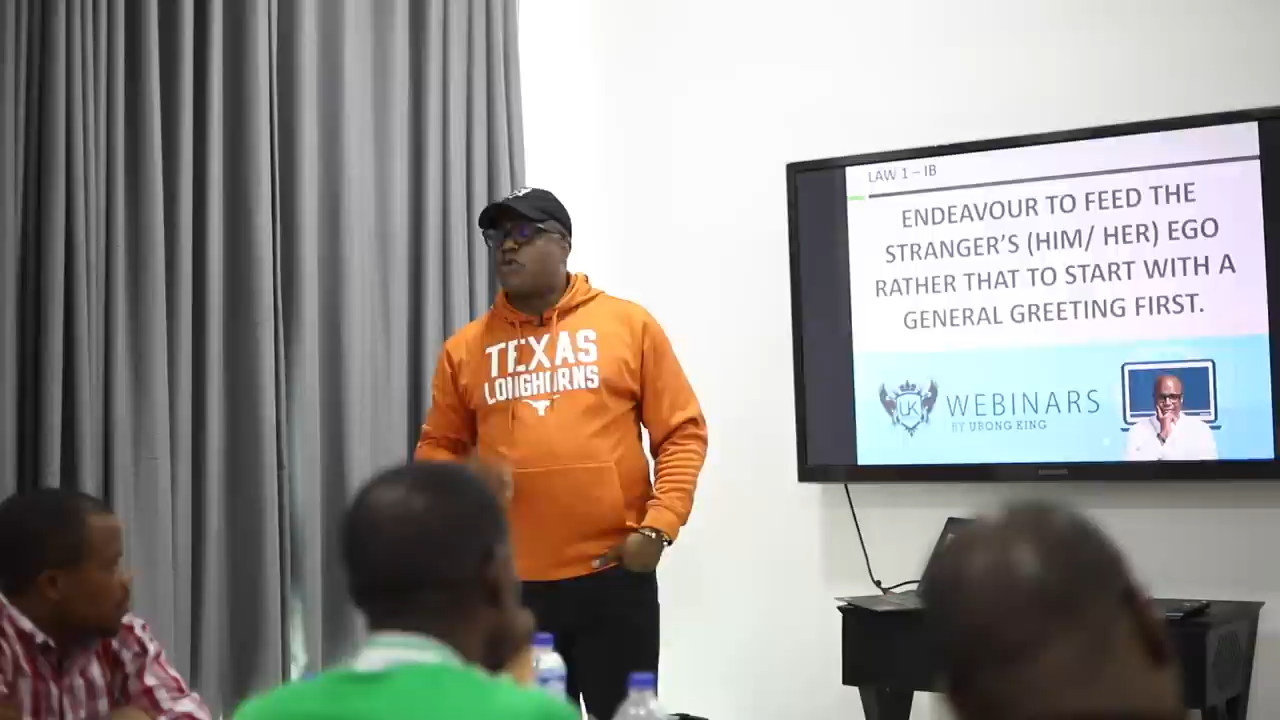 LAW 1 – IB
ENDEAVOUR TO FEED THE
STRANGER'S (HIM/ HER) EGO
RATHER THAT TO START WITH A
GENERAL GREETING FIRST.
UK
WEBINARS
BY UBONG KING
SAMSUNG
TEXAS
LONGHORNS